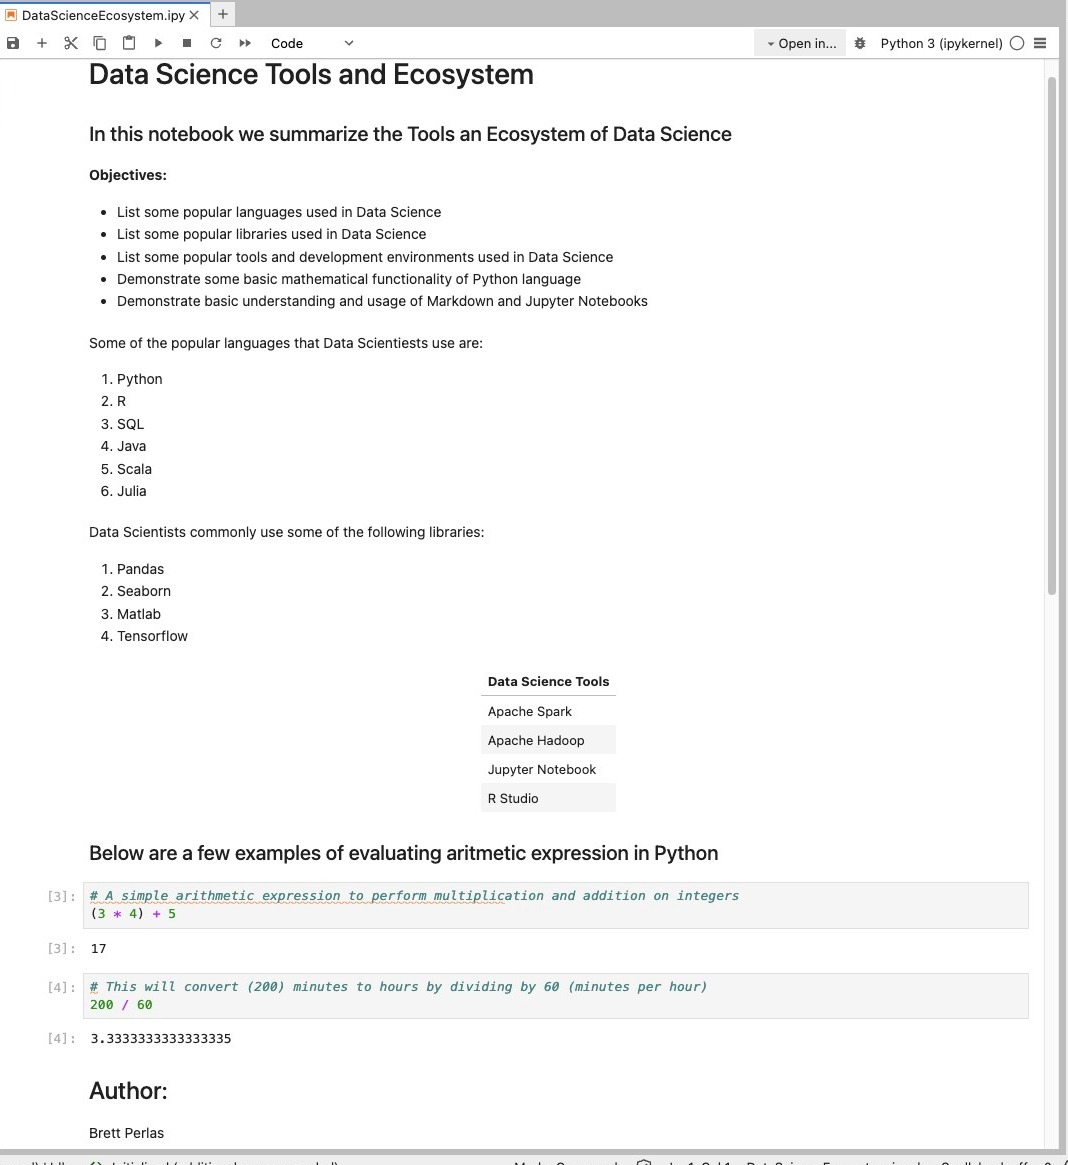 DataScienceEcosystem.ipy
Code
Open in...
Python 3 (ipykernel)
Data Science Tools and Ecosystem
In this notebook we summarize the Tools an Ecosystem of Data Science
Objectives:
• List some popular languages used in Data Science
• List some popular libraries used in Data Science
• List some popular tools and development environments used in Data Science
• Demonstrate some basic mathematical functionality of Python language
• Demonstrate basic understanding and usage of Markdown and Jupyter Notebooks
Some of the popular languages that Data Scientiests use are:
1. Python
2. R
3. SQL
4. Java
5. Scala
6. Julia
Data Scientists commonly use some of the following libraries:
1. Pandas
2. Seaborn
3. Matlab
4. Tensorflow
Data Science Tools
Apache Spark
Apache Hadoop
Jupyter Notebook
R Studio
Below are a few examples of evaluating aritmetic expression in Python
[3]: # A simple arithmetic expression to perform multiplication and addition on integers
(3 * 4) + 5
[3]: 17
[4]: # This will convert (200) minutes to hours by dividing by 60 (minutes per hour)
200 / 60
[4]: 3.3333333333333335
Author:
Brett Perlas